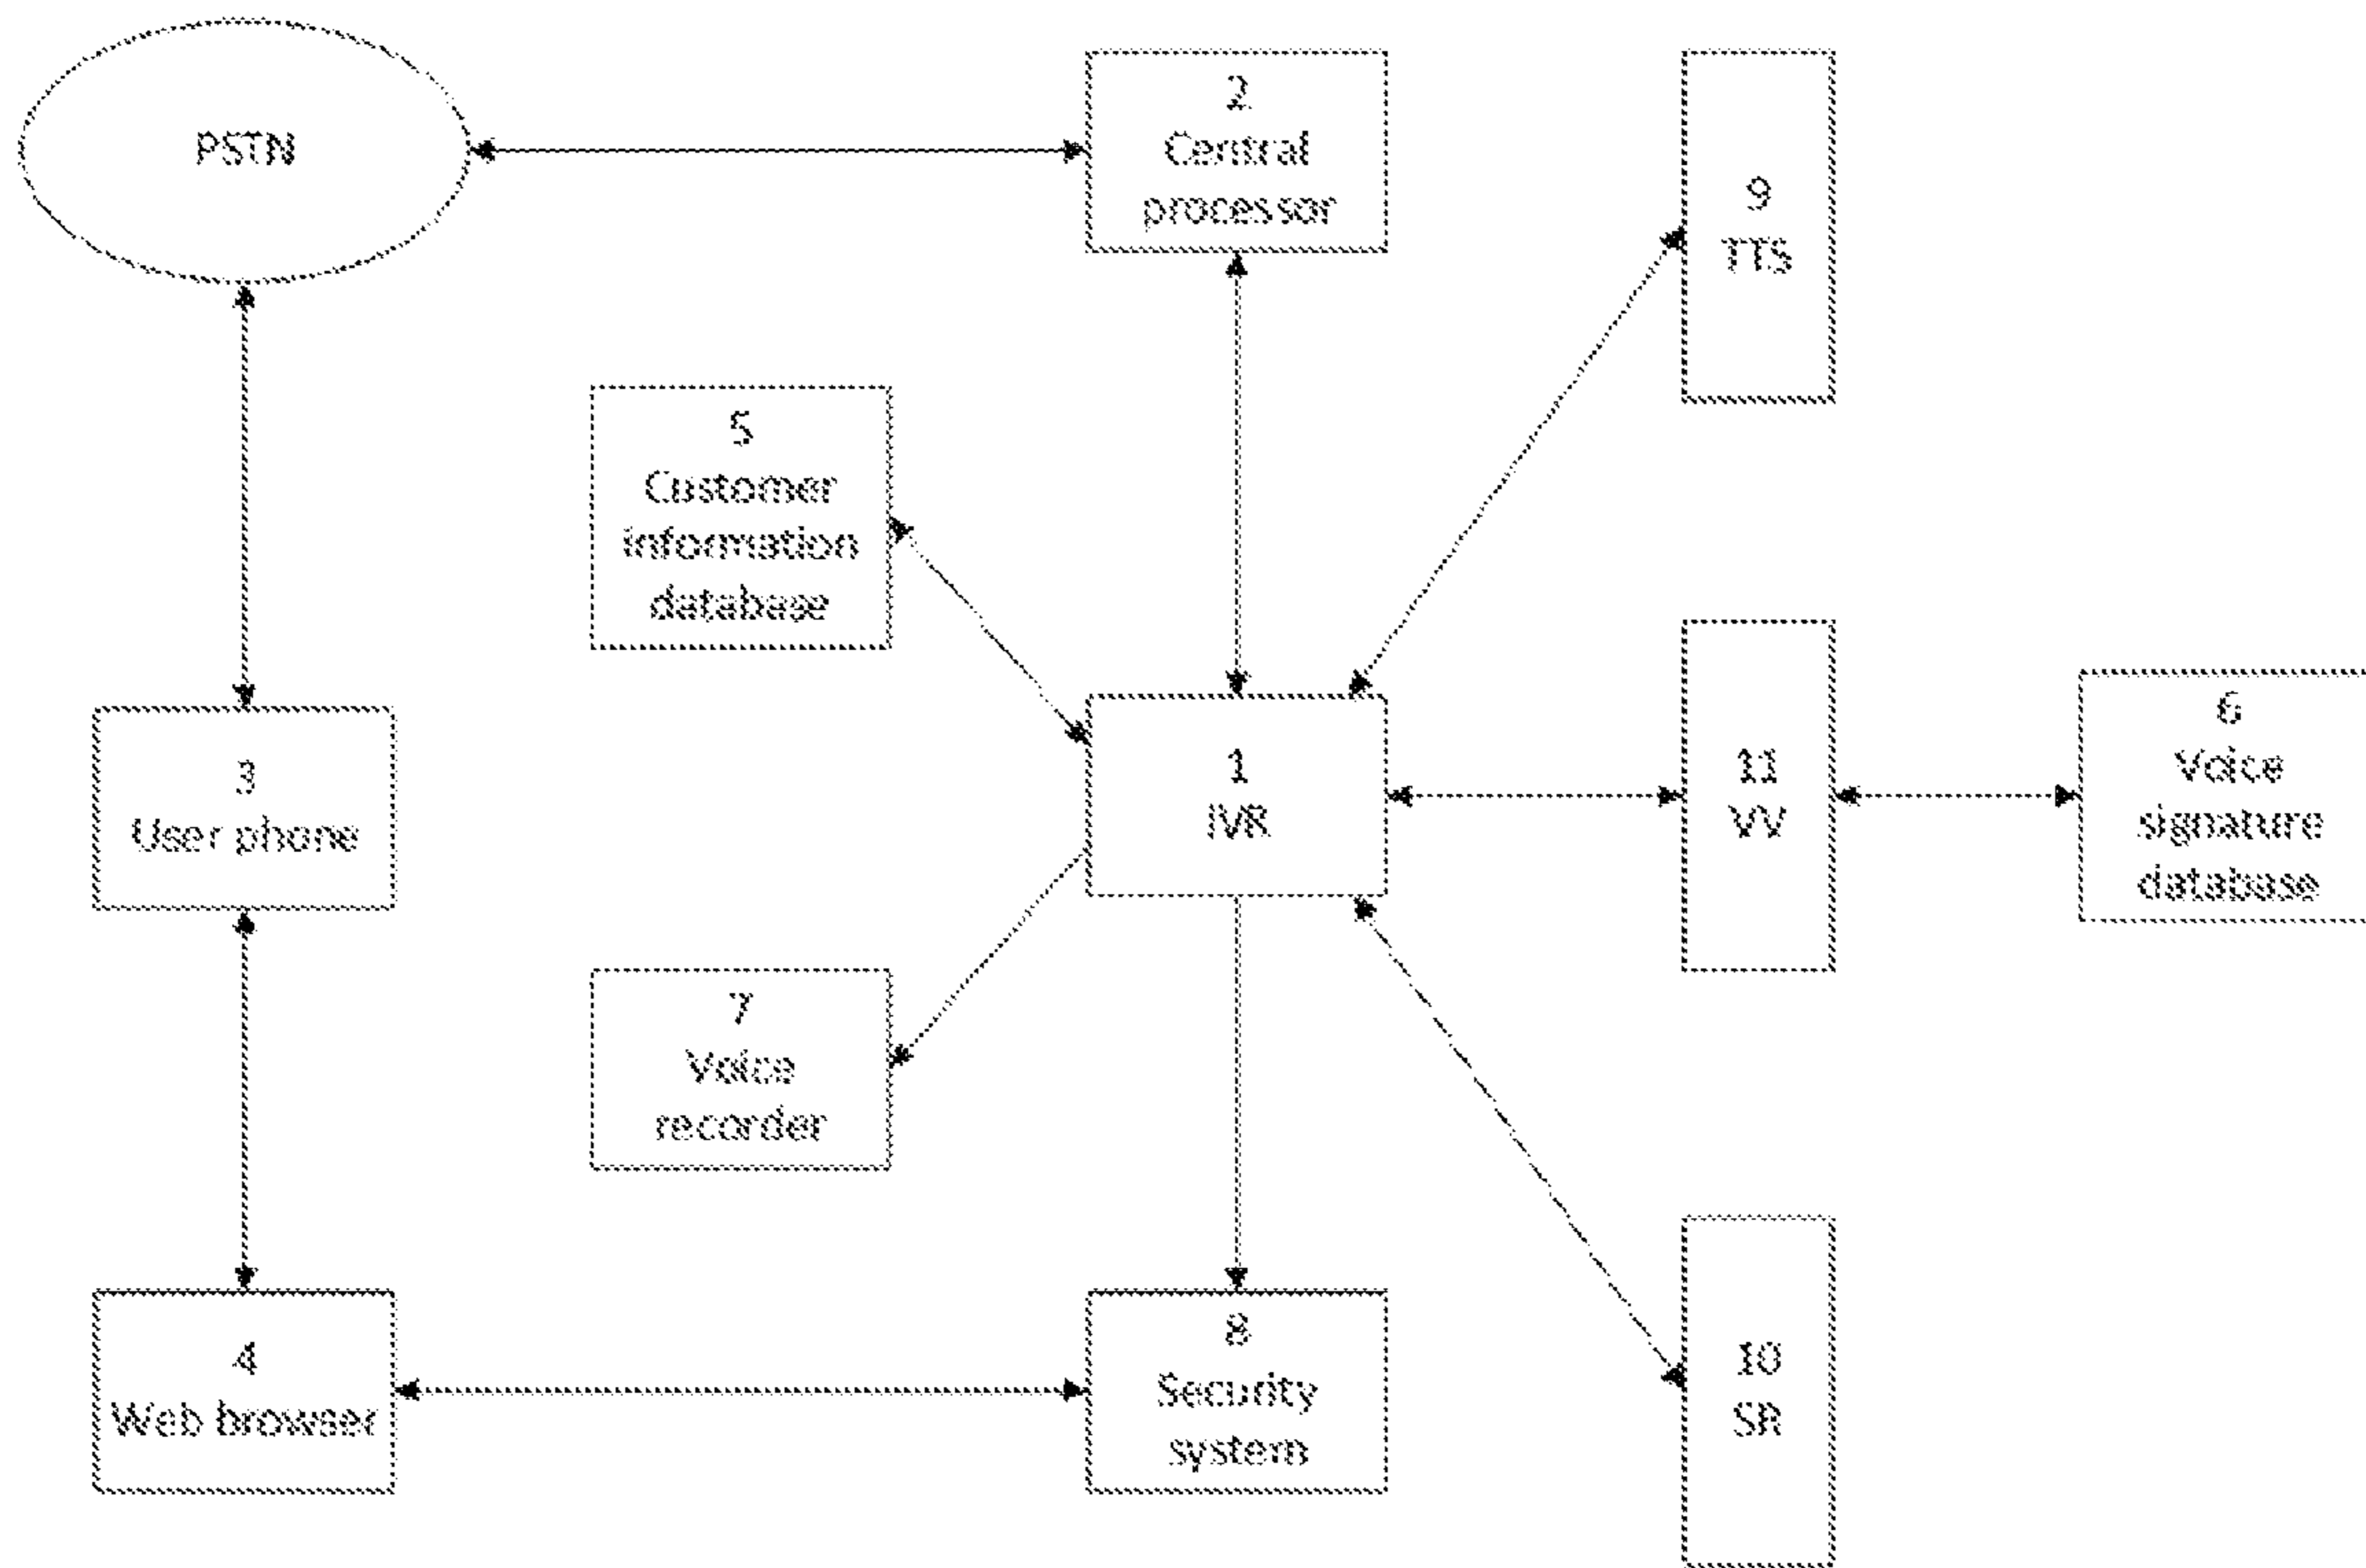 PSTN
2
Central
processor
9
TTS
5
Customer
information
database
3
User phone
1
IVR
11
VV
6
Voice
signature
database
7
Voice
recorder
4
Web browser
8
Security
system
10
SR